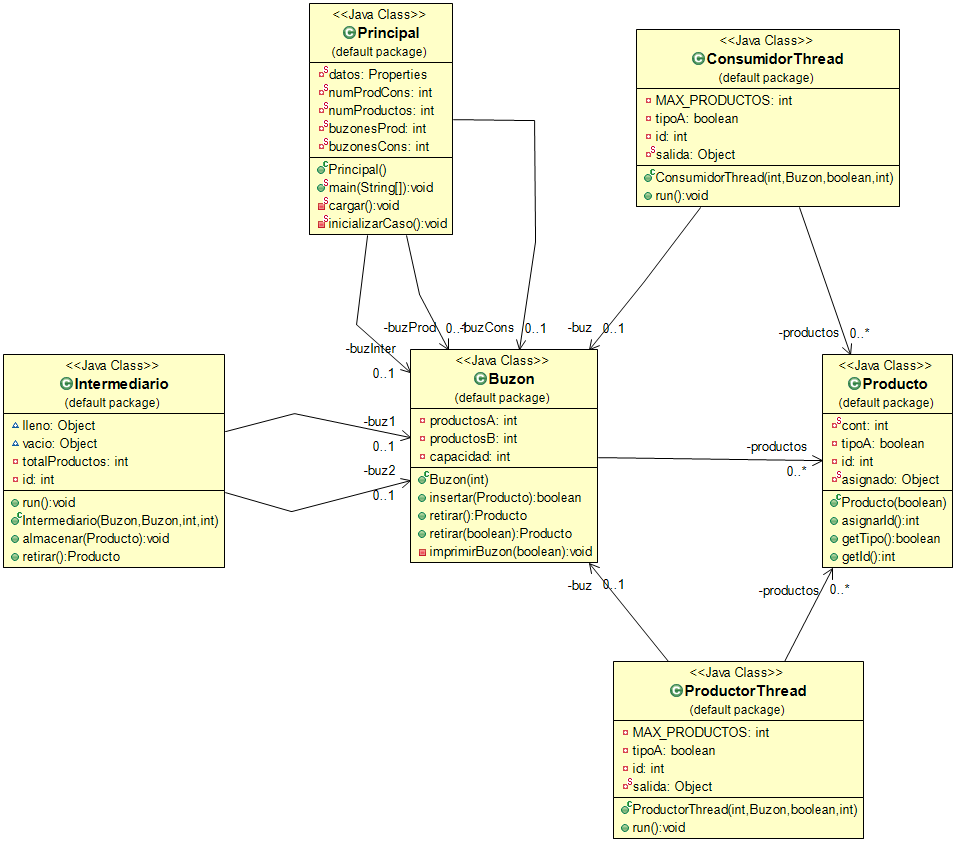 <<Java Class>>
Principal
(default package)
datos: Properties
numProdCons: int
numProductos: int
buzonesProd: int
buzonesCons: int
Principal()
main(String[]):void
cargar():void
inicializarCaso():void
<<Java Class>>
ConsumidorThread
(default package)
MAX_PRODUCTOS: int
tipoA: boolean
id: int
salida: Object
ConsumidorThread(int,Buzon,boolean,int)
run():void
-buzProd 0..1
-buzCons 0..1
-buz 0..1
-productos 0..*
-buzInter
0..1
<<Java Class>>
Intermediario
(default package)
lleno: Object
vacio: Object
totalProductos: int
id: int
run():void
Intermediario(Buzon,Buzon,int,int)
almacenar(Producto):void
retirar():Producto
-buz1
0..1
-buz2
0..1
<<Java Class>>
Buzon
(default package)
productosA: int
productosB: int
capacidad: int
Buzon(int)
insertar(Producto):boolean
retirar():Producto
retirar(boolean):Producto
imprimirBuzon(boolean):void
-productos
0..*
<<Java Class>>
Producto
(default package)
cont: int
tipoA: boolean
id: int
asignado: Object
Producto(boolean)
asignarId():int
getTipo():boolean
getId():int
-buz 0..1
-productos 0..*
<<Java Class>>
ProductorThread
(default package)
MAX_PRODUCTOS: int
tipoA: boolean
id: int
salida: Object
ProductorThread(int,Buzon,boolean,int)
run():void